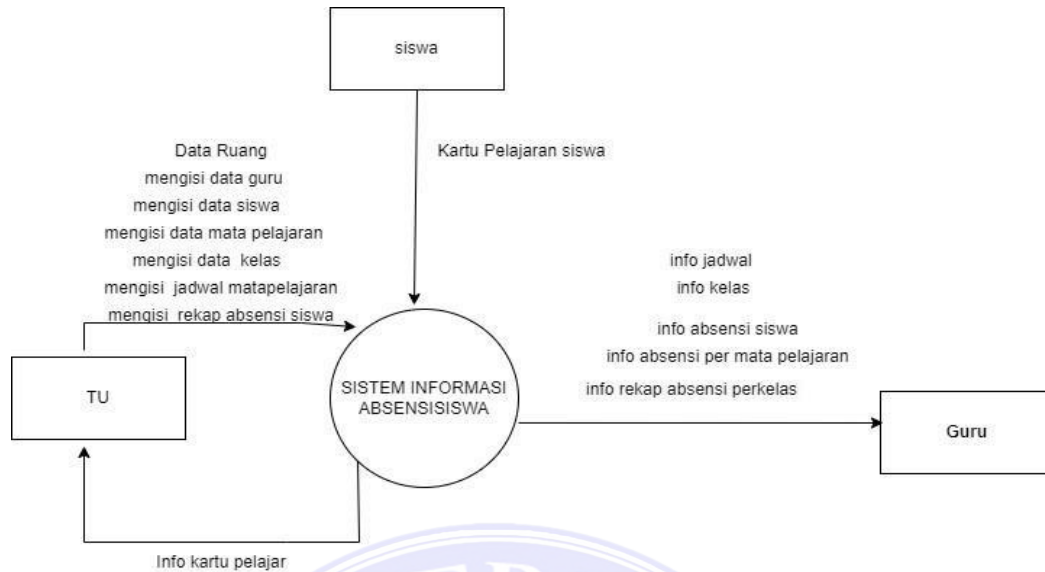 siswa
Kartu Pelajaran siswa
Data Ruang
mengisi data guru
mengisi data siswa
mengisi data mata pelajaran
mengisi data kelas
mengisi jadwal matapelajaran
mengisi rekap absensi siswa
TU
SISTEM INFORMASI
ABSENSISISWA
info jadwal
info kelas
info absensi siswa
info absensi per mata pelajaran
info rekap absensi perkelas
Guru
Info kartu pelajar